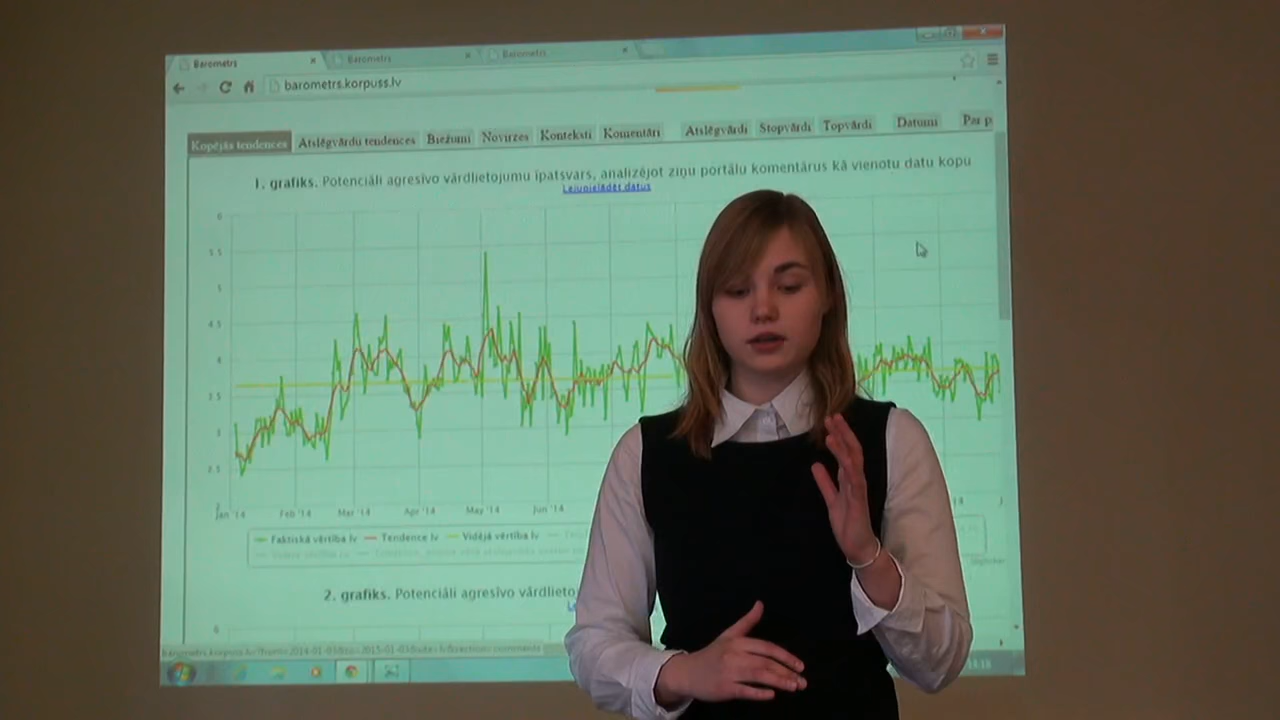 Barometrs Barometrs Barometrs
barometrs.korpuss.lv
Kopējās tendences Atslēgvārdu tendences Biežumi Novirzes Konteksti Komentāri Atslēgvārdi Stopvārdi Topvārdi Datumi Par p
1. grafiks. Potenciāli agresīvo vārdlietojumu īpatsvars, analizējot ziņu portālu komentārus kā vienotu datu kopu
Lejupielādēt datus
6
5.5
5
4.5
4
3.5
3
2.5
2
Jan '14 Feb '14 Mar '14 Apr '14 May '14 Jun '14
Faktiskā vērtība lv Tendence lv Vidējā vērtība lv
2. grafiks. Potenciāli agresīvo vārdlieto
6